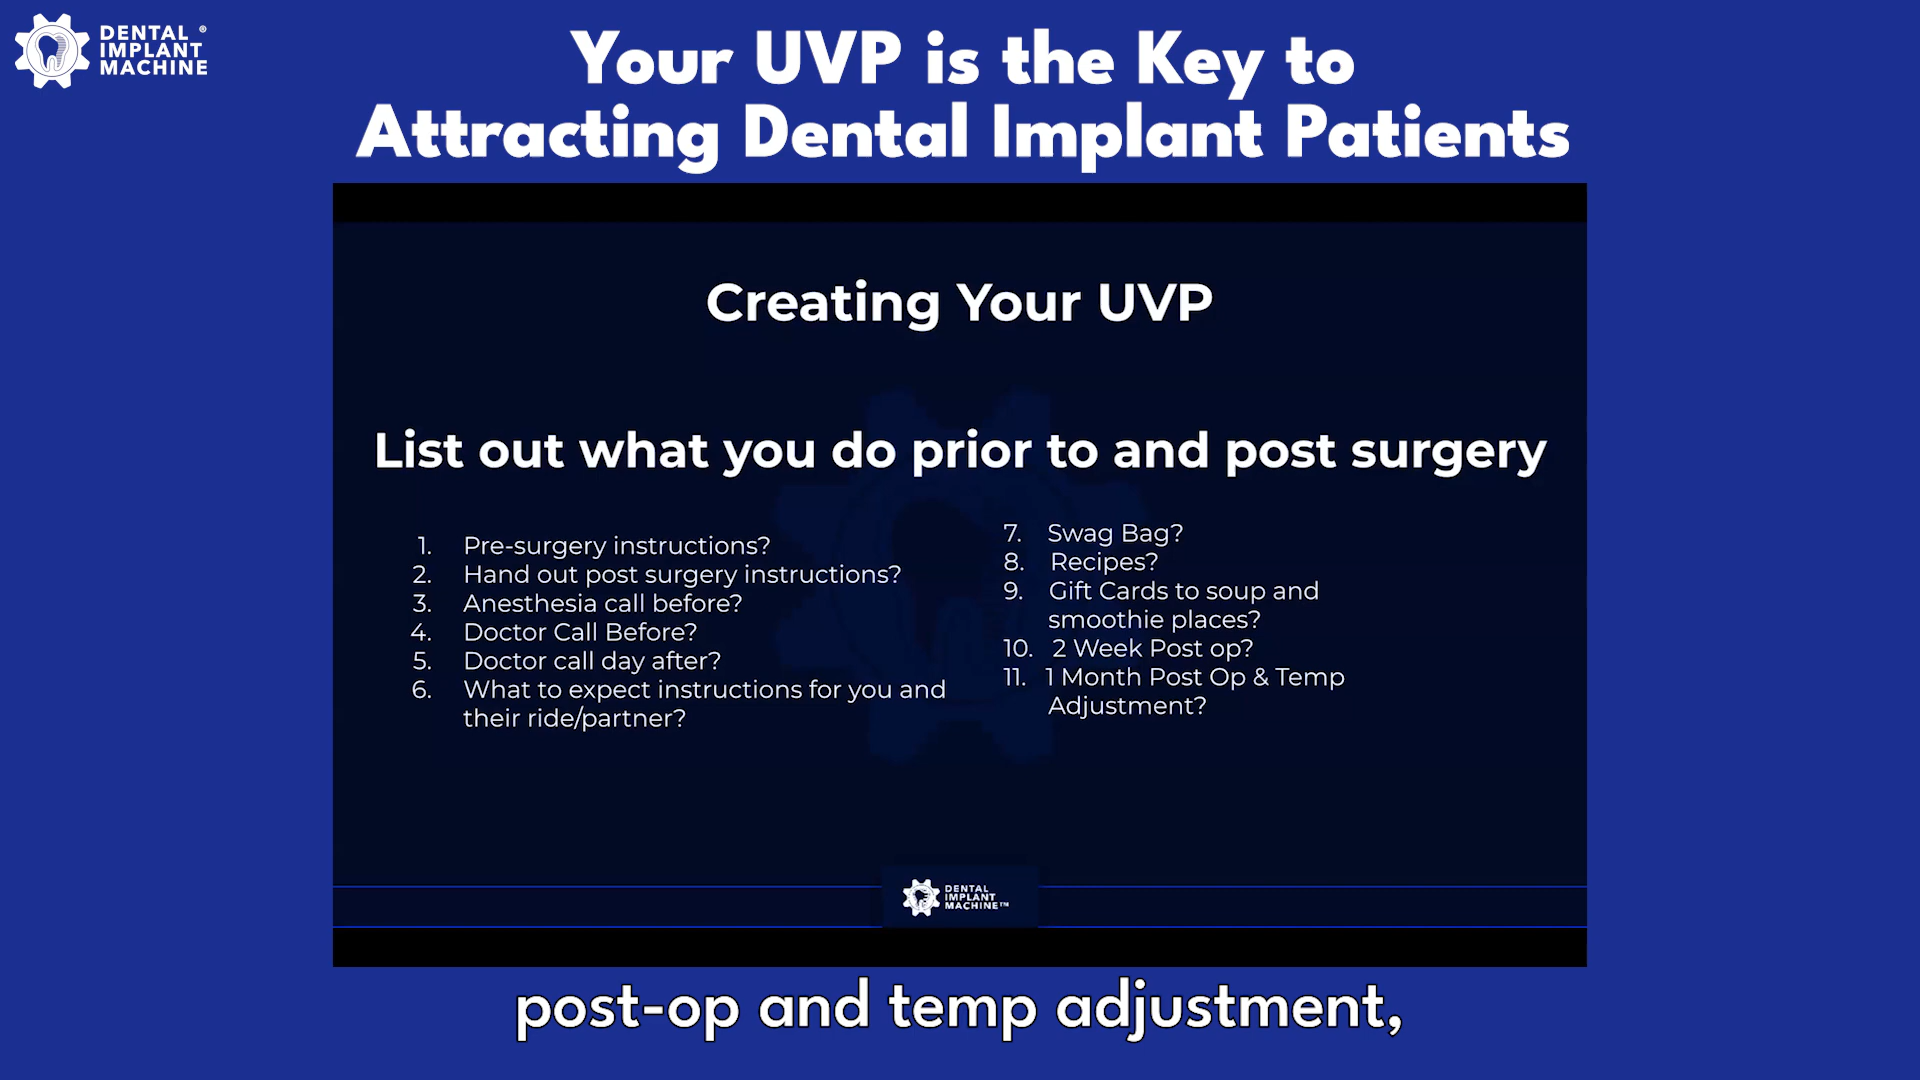 DENTAL ®
IMPLANT
MACHINE
Your UVP is the Key to
Attracting Dental Implant Patients
Creating Your UVP
List out what you do prior to and post surgery
1. Pre-surgery instructions?
2. Hand out post surgery instructions?
3. Anesthesia call before?
4. Doctor Call Before?
5. Doctor call day after?
6. What to expect instructions for you and
their ride/partner?
7. Swag Bag?
8. Recipes?
9. Gift Cards to soup and
smoothie places?
10. 2 Week Post op?
11. 1 Month Post Op & Temp
Adjustment?
DENTAL
IMPLANT
MACHINE™
post-op and temp adjustment,